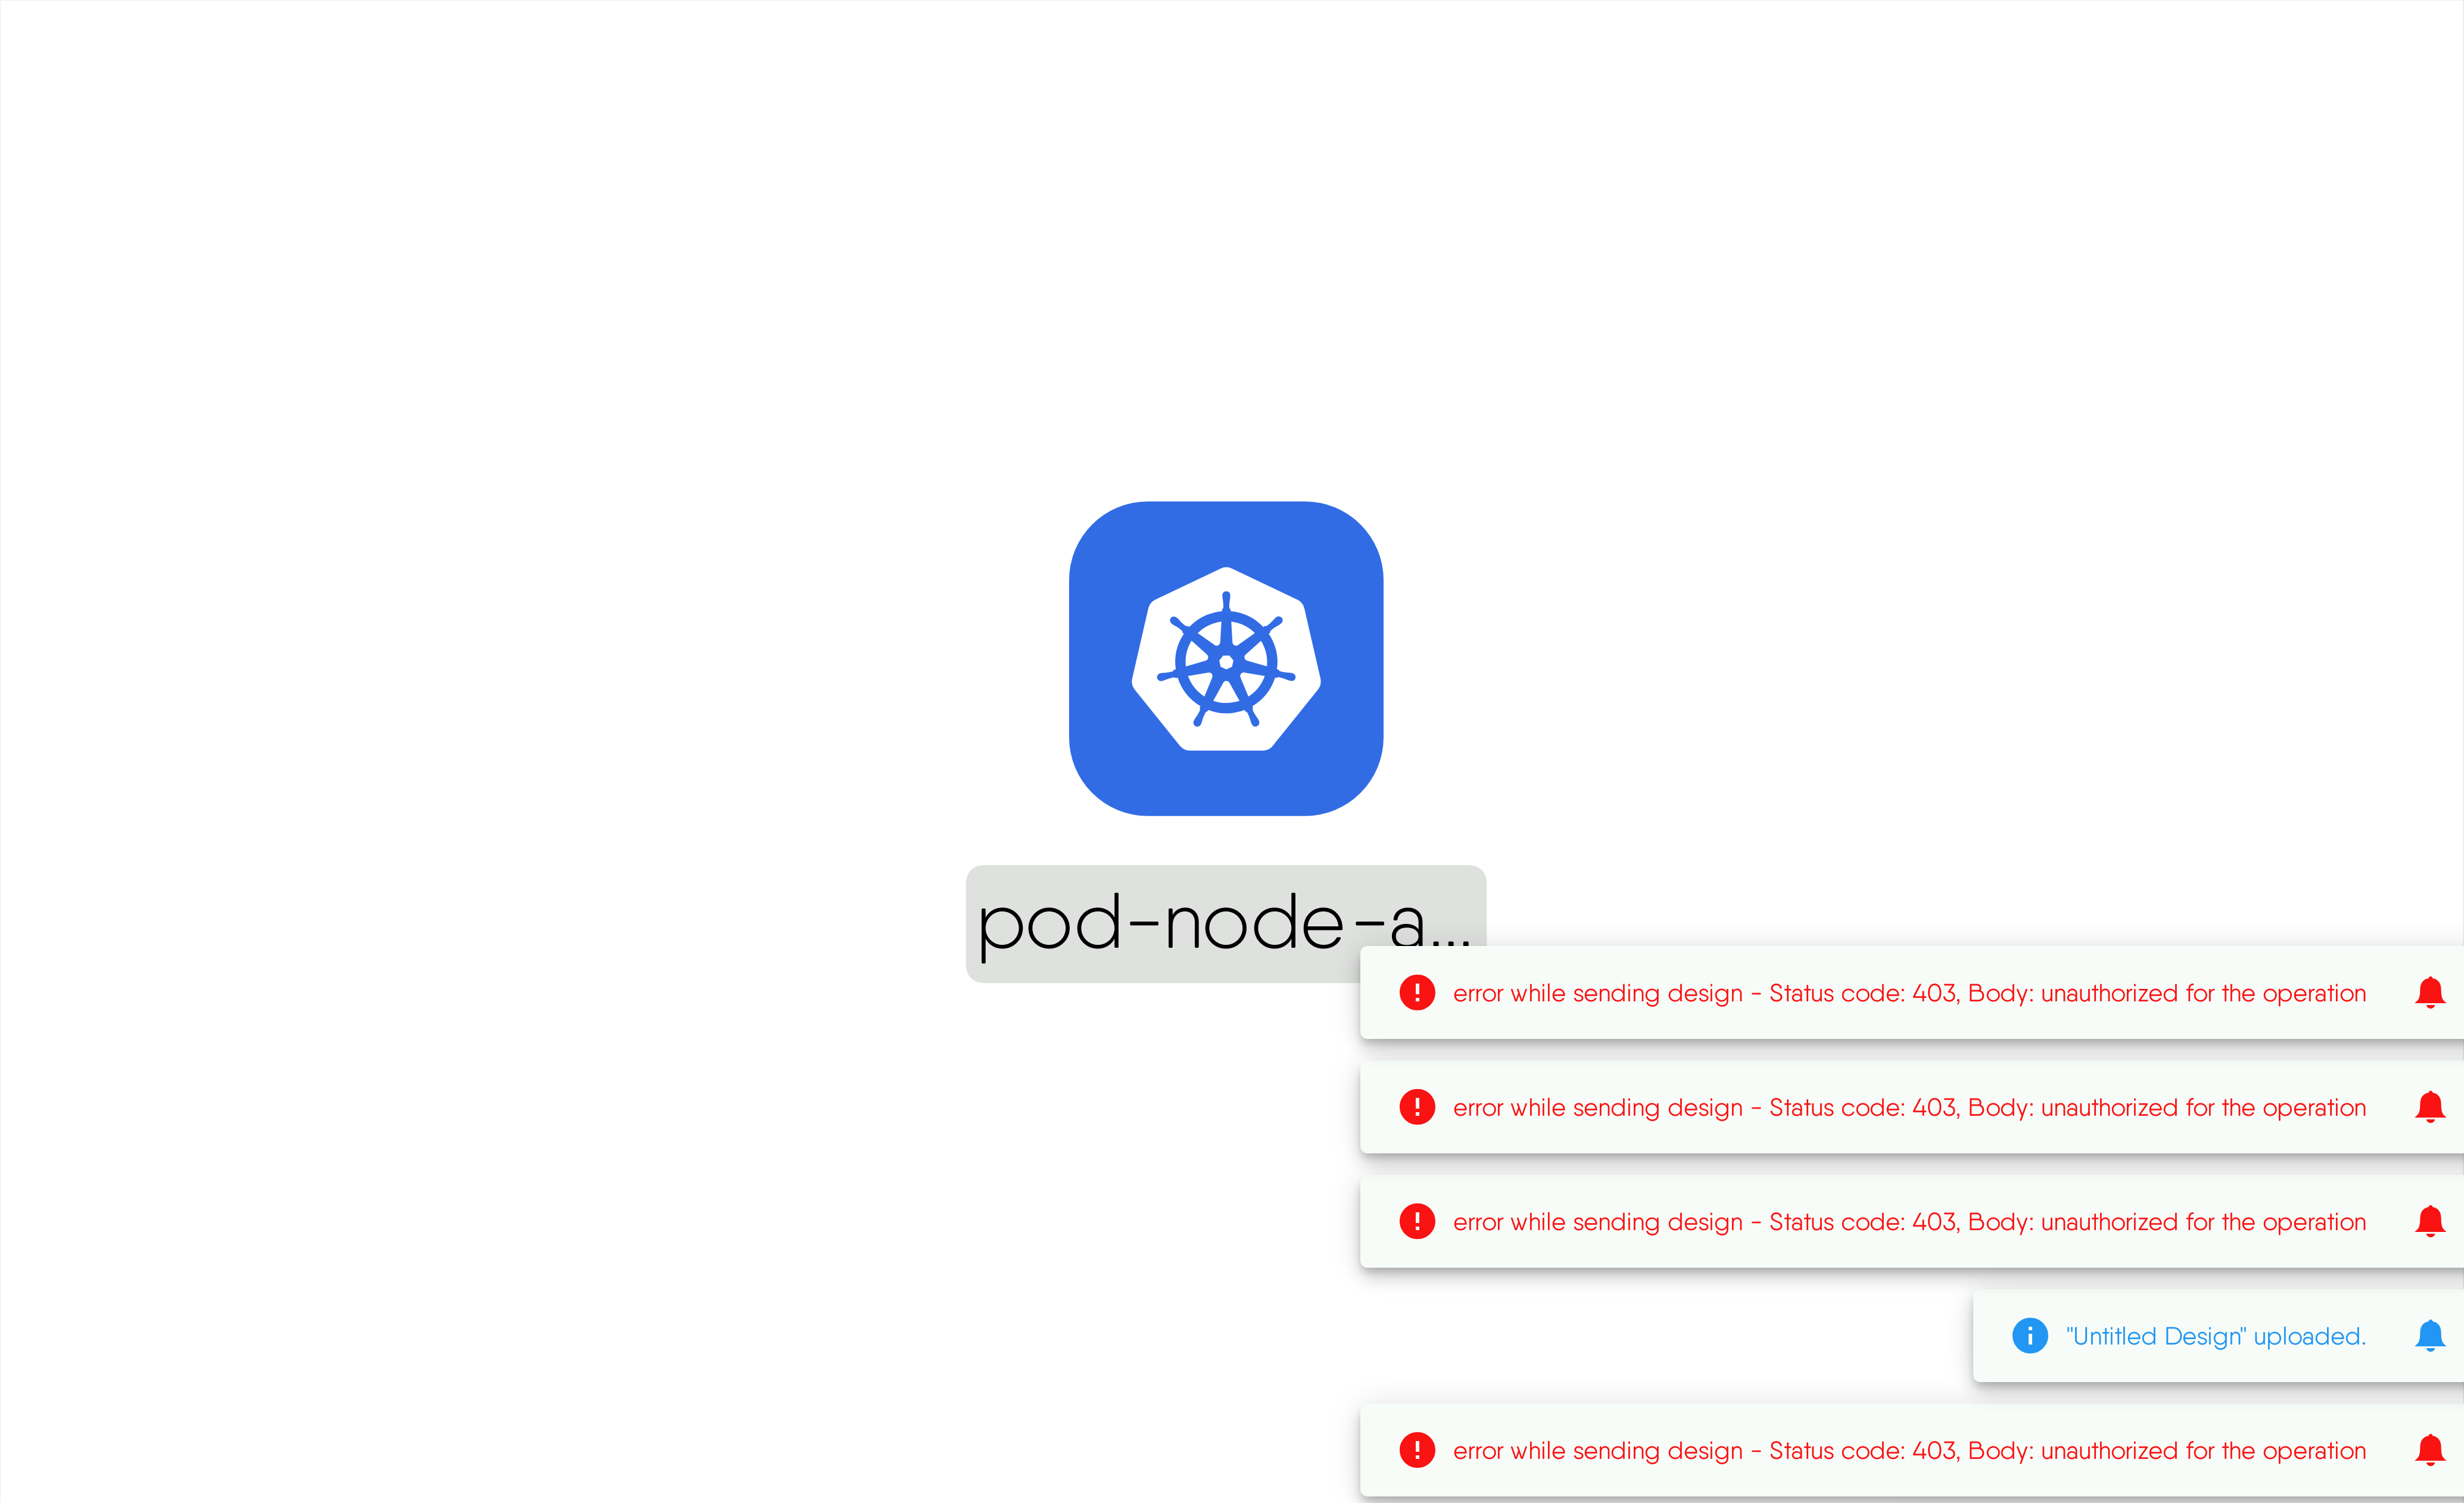 pod-node-a...
error while sending design - Status code: 403, Body: unauthorized for the operation
error while sending design - Status code: 403, Body: unauthorized for the operation
error while sending design - Status code: 403, Body: unauthorized for the operation
"Untitled Design" uploaded.
error while sending design - Status code: 403, Body: unauthorized for the operation